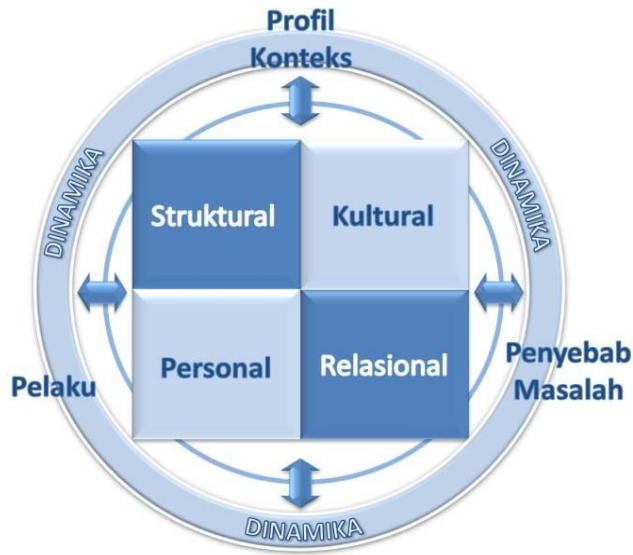 Profil
Konteks
DINAMIKA
DINAMIKA
Struktural
Kultural
Personal
Relasional
Pelaku
Penyebab
Masalah
DINAMIKA